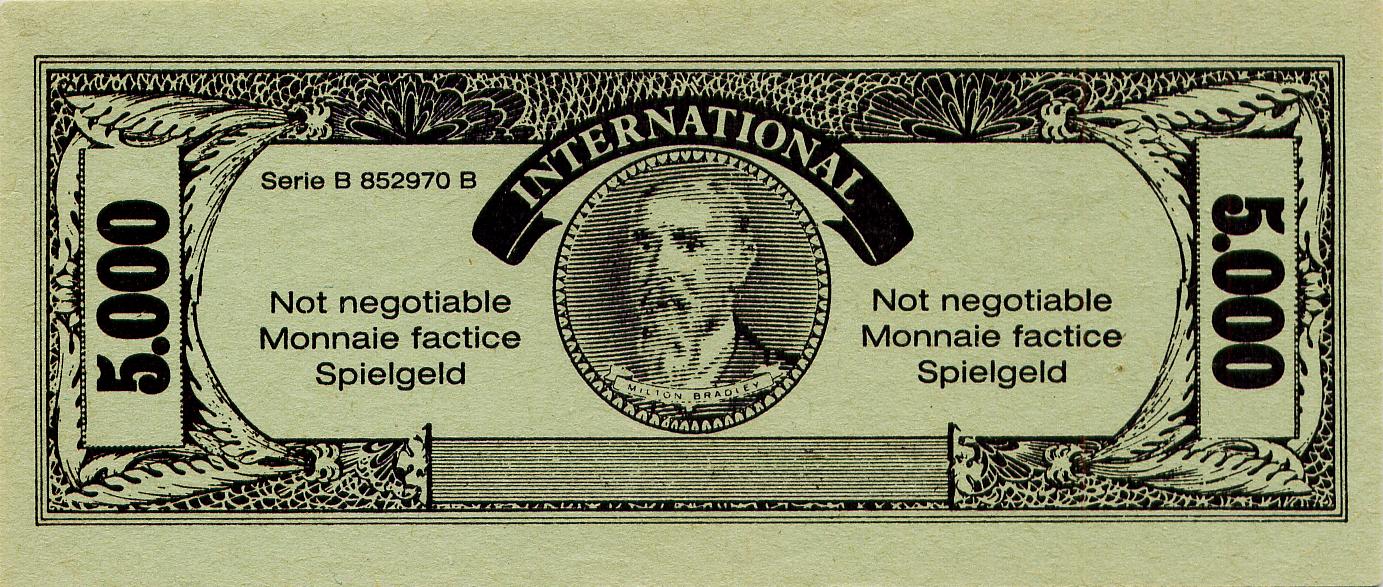 INTERNATIONAL
Serie B 852970 B
5.000
5.000
Not negotiable
Monnaie factice
Spielgeld
Not negotiable
Monnaie factice
Spielgeld
MILTON BRADLEY